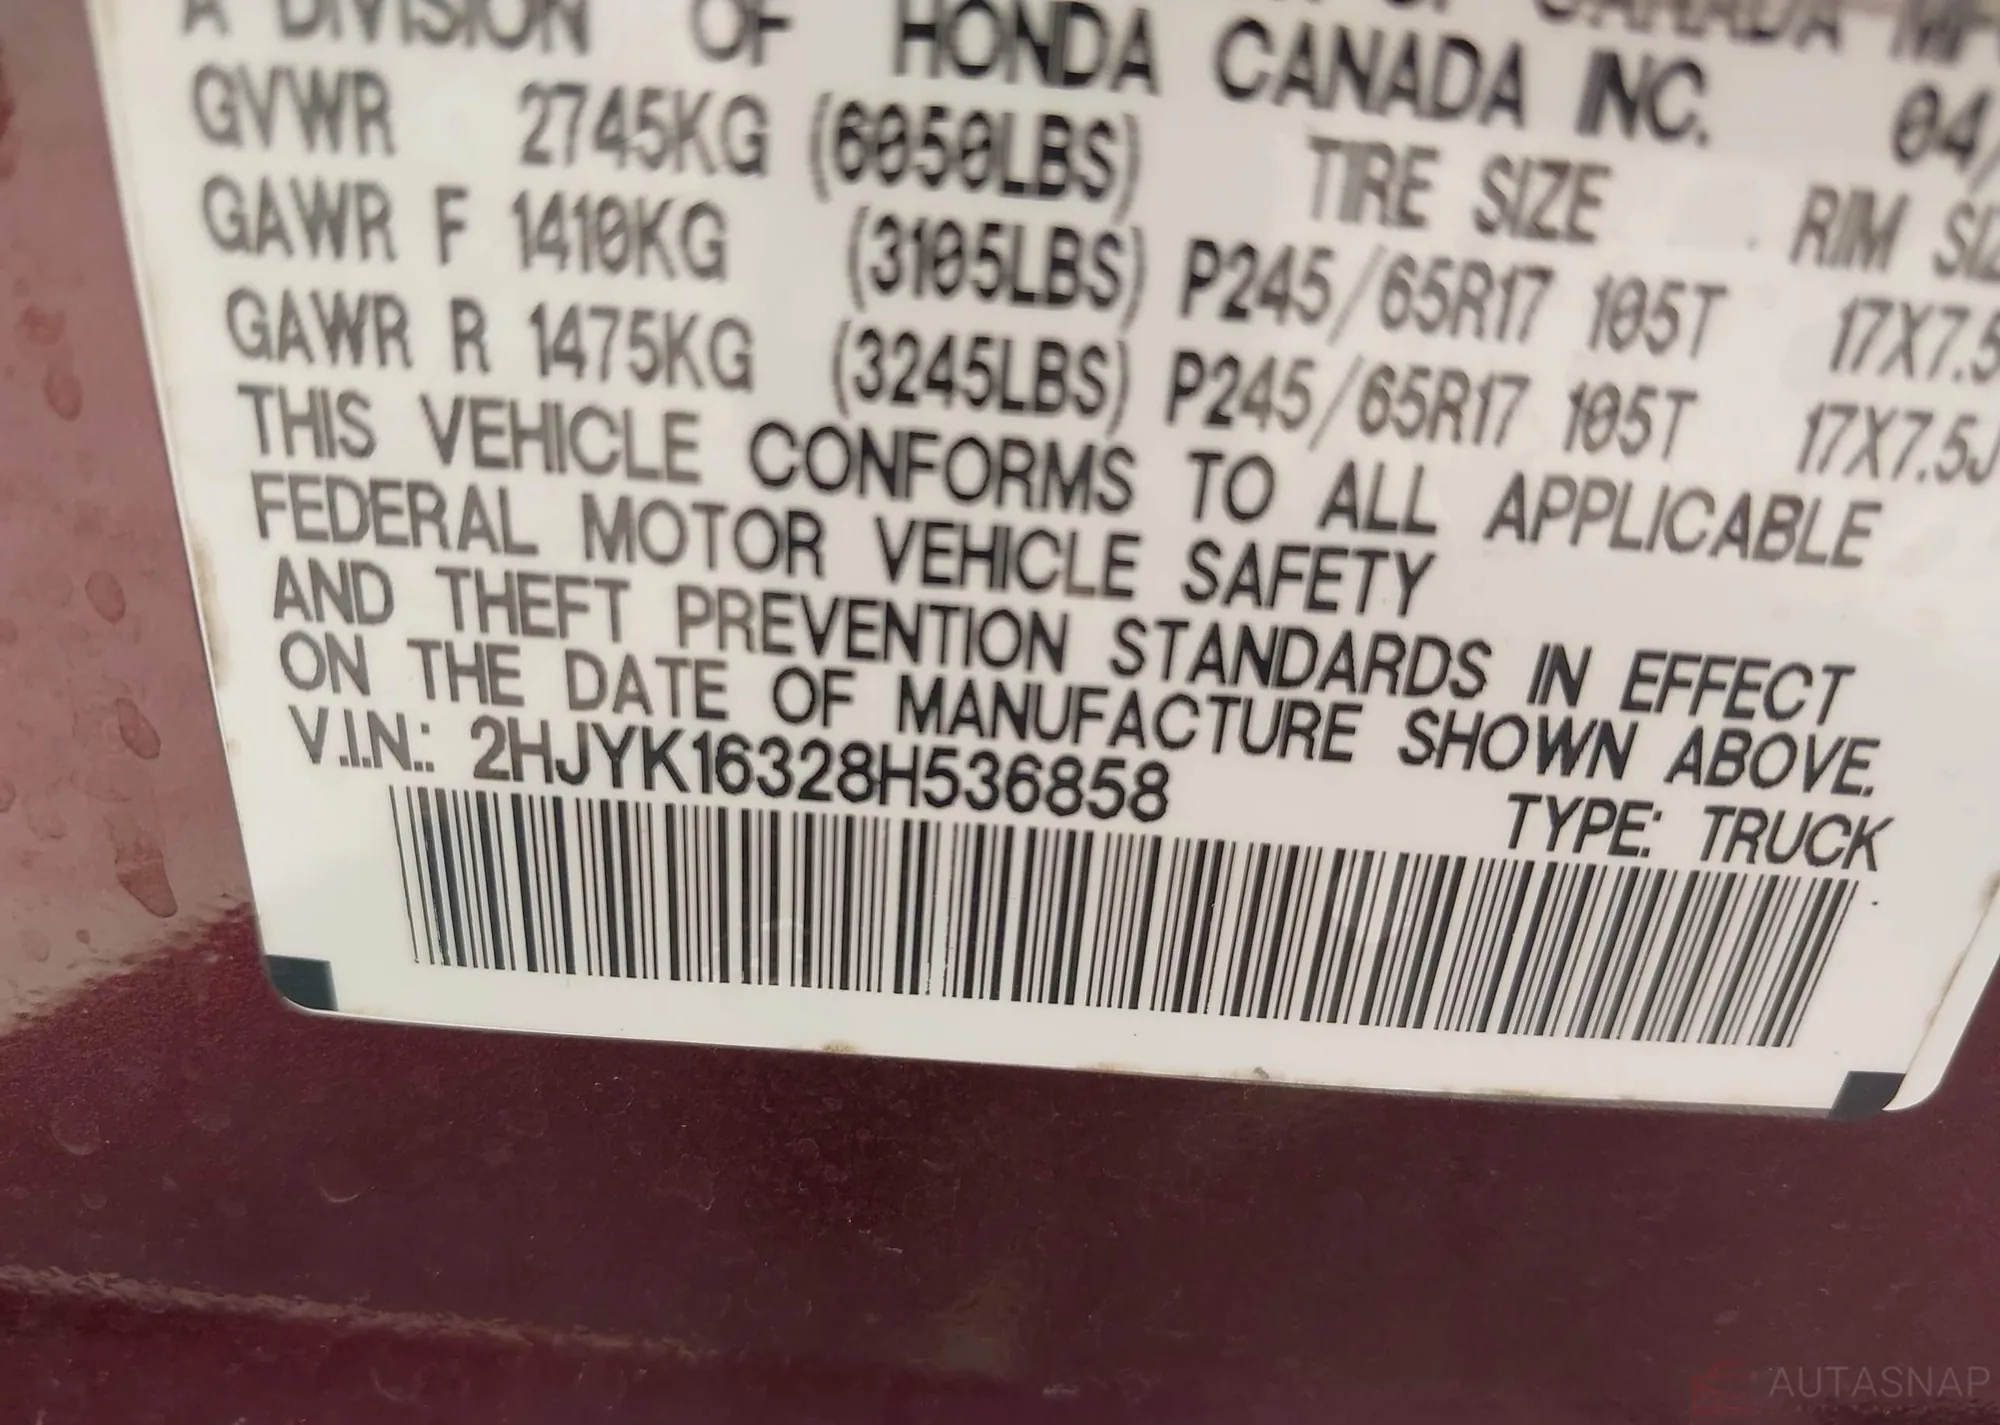 A DIVISION OF HONDA CANADA INC. 04/
GVWR 2745KG (6050LBS) TIRE SIZE RIM SIZ
GAWR F 1410KG (3105LBS) P245/65R17 105T 17X7.5
GAWR R 1475KG (3245LBS) P245/65R17 105T 17X7.5J
THIS VEHICLE CONFORMS TO ALL APPLICABLE
FEDERAL MOTOR VEHICLE SAFETY
AND THEFT PREVENTION STANDARDS IN EFFECT
ON THE DATE OF MANUFACTURE SHOWN ABOVE.
V.I.N.: 2HJYK16328H536858
TYPE: TRUCK
AUTASNAP